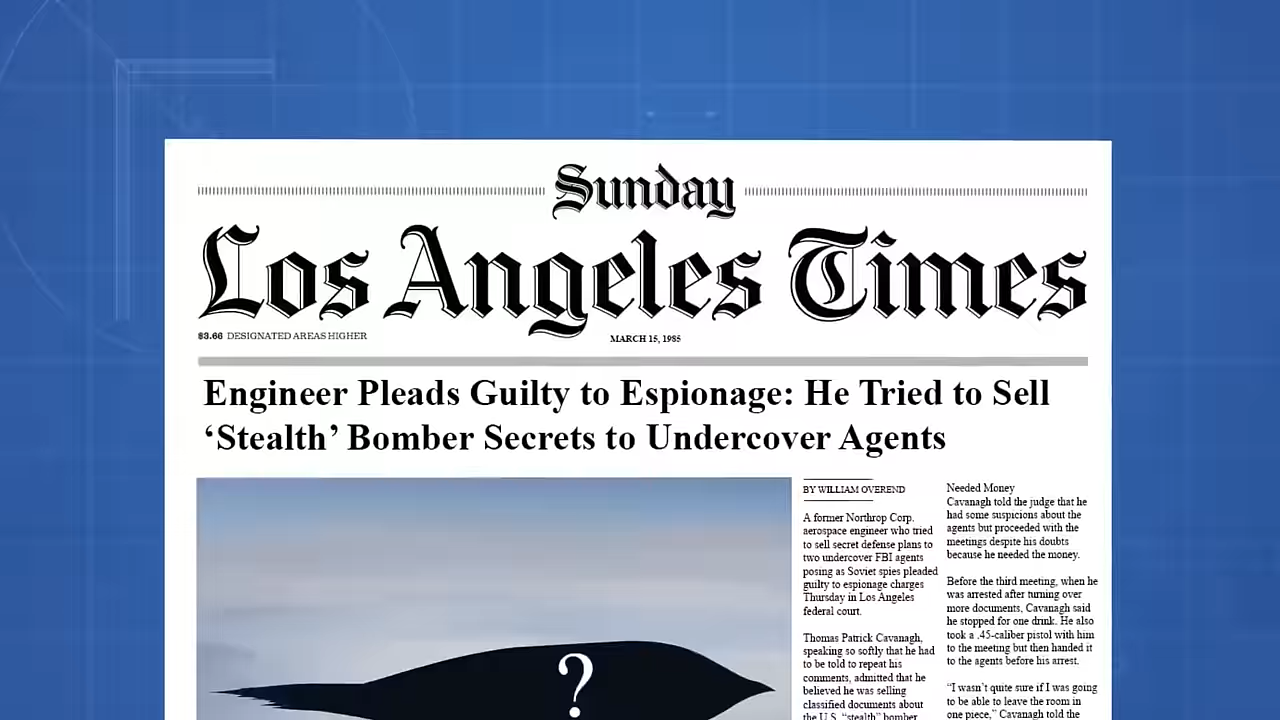 Sunday
Los Angeles Times
$3.66 DESIGNATED AREAS HIGHER
MARCH 15, 1985
Engineer Pleads Guilty to Espionage: He Tried to Sell
‘Stealth’ Bomber Secrets to Undercover Agents
?
BY WILLIAM OVEREND
A former Northrop Corp.
aerospace engineer who tried
to sell secret defense plans to
two undercover FBI agents
posing as Soviet spies pleaded
guilty to espionage charges
Thursday in Los Angeles
federal court.
Thomas Patrick Cavanagh,
speaking so softly that he had
to be told to repeat his
comments, admitted that he
believed he was selling
classified documents about
the U.S. “stealth” bomber
Needed Money
Cavanagh told the judge that he
had some suspicions about the
agents but proceeded with the
meetings despite his doubts
because he needed the money.
Before the third meeting, when he
was arrested after turning over
more documents, Cavanagh said
he stopped for one drink. He also
took a .45-caliber pistol with him
to the meeting but then handed it
to the agents before his arrest.
“I wasn’t quite sure if I was going
to be able to leave the room in
one piece,” Cavanagh told the